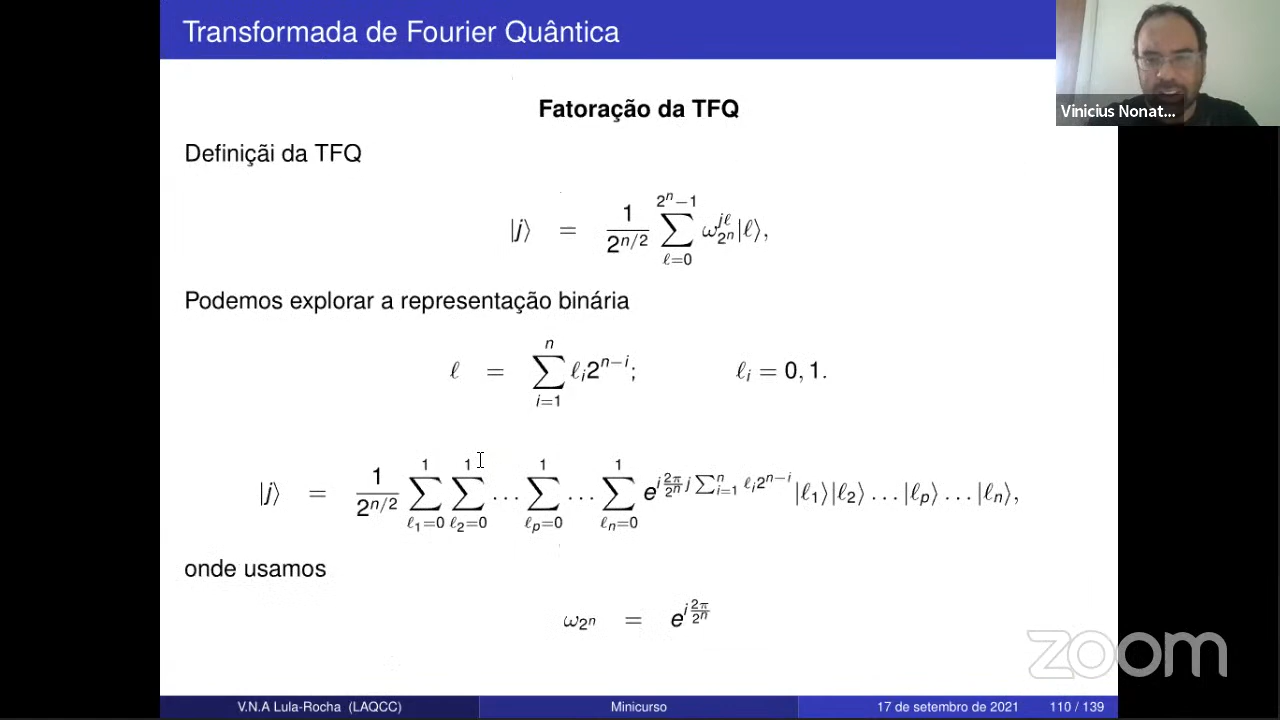 Transformada de Fourier Quântica
Vinicius Nonat...
Fatoração da TFQ
Definiçãi da TFQ
|j⟩ = 1/2^{n/2} ∑_{ℓ=0}^{2^n−1} ω_{2^n}^{jℓ}|ℓ⟩,
Podemos explorar a representação binária
ℓ = ∑_{i=1}^{n} ℓ_i 2^{n−i}; ℓ_i = 0, 1.
|j⟩ = 1/2^{n/2} ∑_{ℓ_1=0}^{1} ∑_{ℓ_2=0}^{1} ... ∑_{ℓ_p=0}^{1} ... ∑_{ℓ_n=0}^{1} e^{i 2π/2^n j ∑_{i=1}^{n} ℓ_i 2^{n−i}} |ℓ_1⟩|ℓ_2⟩ ... |ℓ_p⟩ ... |ℓ_n⟩,
onde usamos
ω_{2^n} = e^{i 2π/2^n}
zoom
V.N.A Lula-Rocha (LAQCC) Minicurso 17 de setembro de 2021 110 / 139